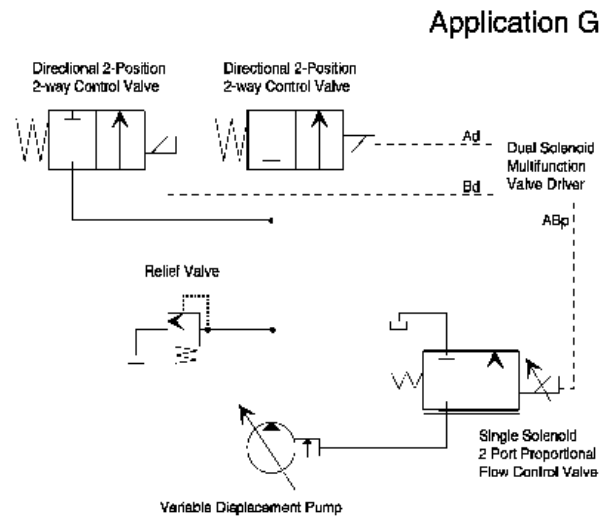 Application G
Directional 2-Position
2-way Control Valve
Directional 2-Position
2-way Control Valve
Ad
Dual Solenoid
Multifunction
Valve Driver
Bd
ABp
Relief Valve
Single Solenoid
2 Port Proportional
Flow Control Valve
Variable Displacement Pump